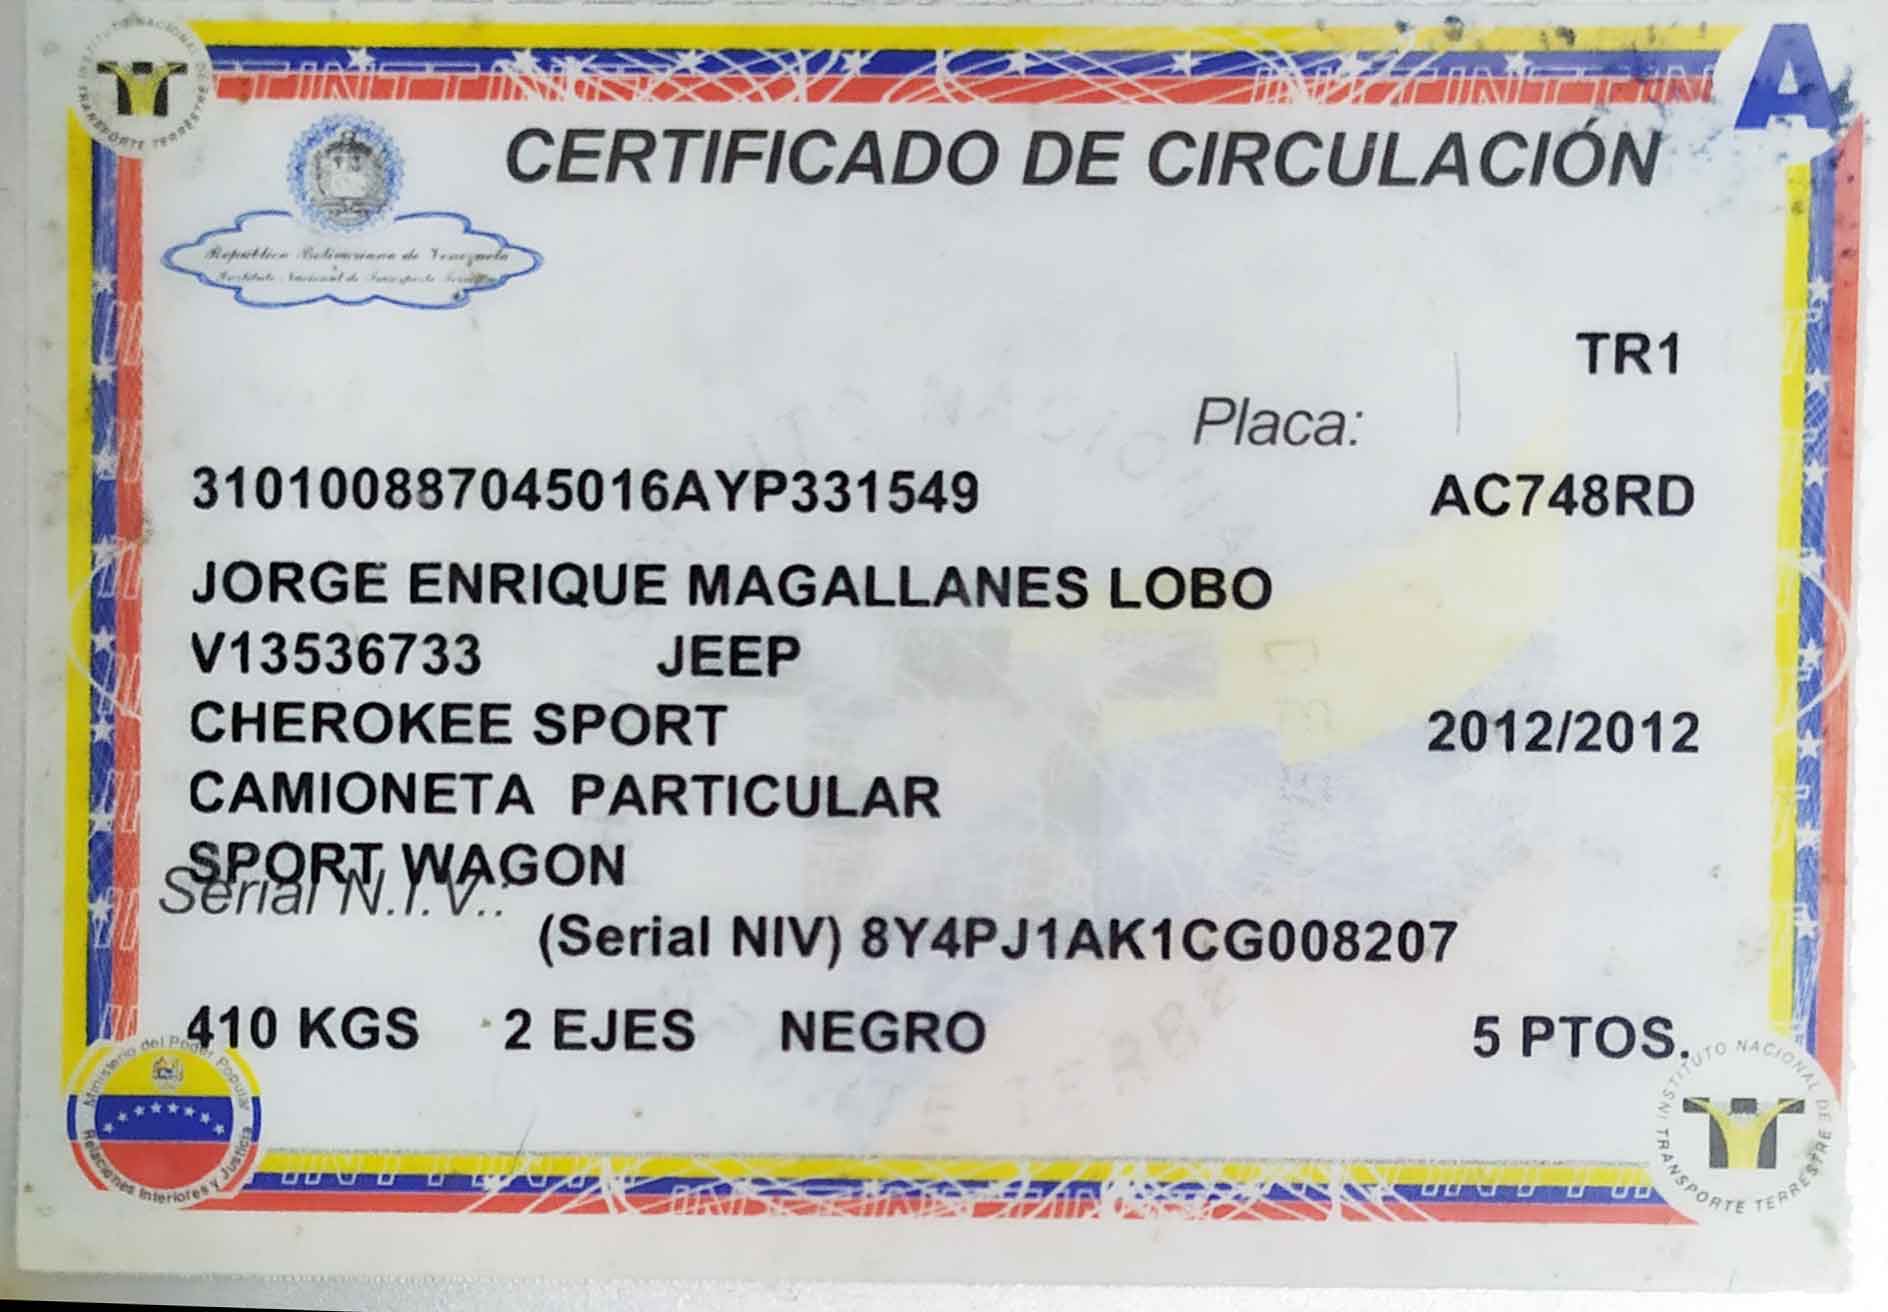 INSTITUTO NACIONAL DE TRANSPORTE TERRESTRE
A
CERTIFICADO DE CIRCULACIÓN
República Bolivariana de Venezuela
Instituto Nacional de Transporte Terrestre
TR1
Placa:
310100887045016AYP331549 AC748RD
JORGE ENRIQUE MAGALLANES LOBO
V13536733 JEEP
CHEROKEE SPORT 2012/2012
CAMIONETA PARTICULAR
SPORT WAGON
Serial N.I.V.:
(Serial NIV) 8Y4PJ1AK1CG008207
410 KGS 2 EJES NEGRO 5 PTOS.
Ministerio del Poder Popular
Relaciones Interiores y Justicia
INSTITUTO NACIONAL DE TRANSPORTE TERRESTRE